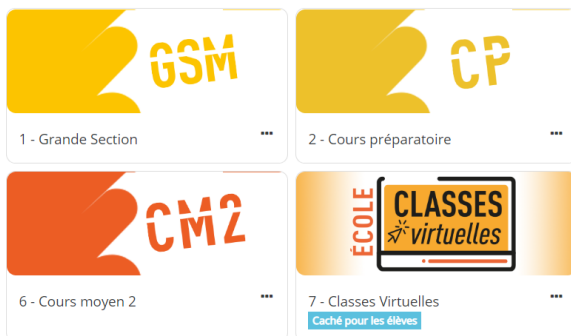 GSM
CP
1 - Grande Section
2 - Cours préparatoire
CM2
ÉCOLE
CLASSES
virtuelles
6 - Cours moyen 2
7 - Classes Virtuelles
Caché pour les élèves